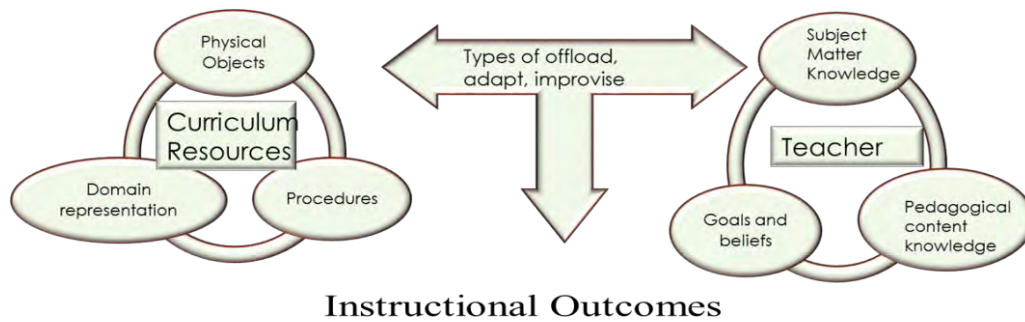 Physical
Objects
Curriculum
Resources
Domain
representation
Procedures
Types of offload,
adapt, improvise
Subject
Matter
Knowledge
Teacher
Goals and
beliefs
Pedagogical
content
knowledge
Instructional Outcomes